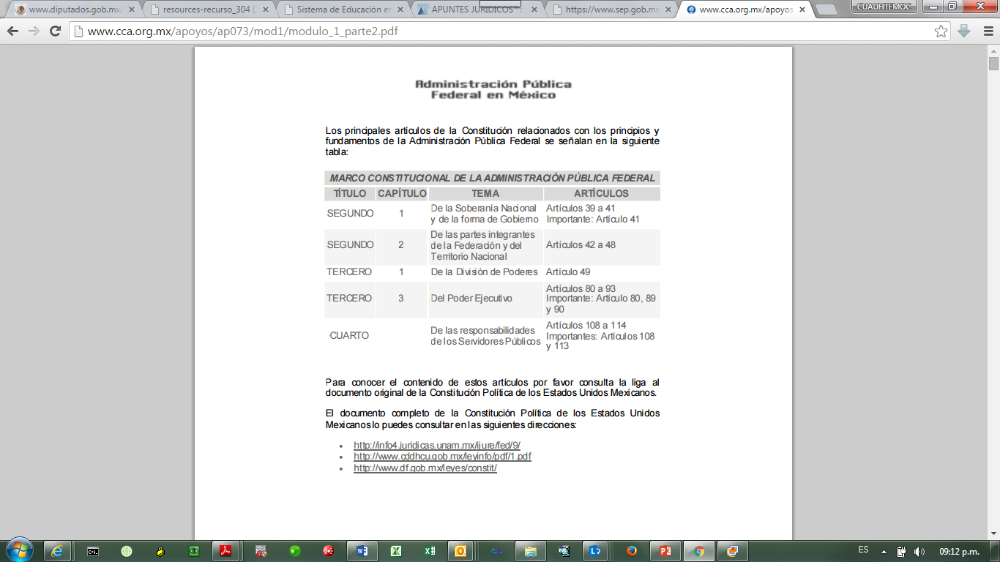 www.diputados.gob.mx/
resources-recurso_304 (
Sistema de Educación en
APUNTES JURIDICOS™:
https://www.sep.gob.mx
www.cca.org.mx/apoyos
CUAUHTEMOC
www.cca.org.mx/apoyos/ap073/mod1/modulo_1_parte2.pdf
Administración Pública
Federal en México
Los principales artículos de la Constitución relacionados con los principios y
fundamentos de la Administración Pública Federal se señalan en la siguiente
tabla:
MARCO CONSTITUCIONAL DE LA ADMINISTRACIÓN PÚBLICA FEDERAL
TÍTULO CAPÍTULO TEMA ARTÍCULOS
SEGUNDO 1 De la Soberanía Nacional y de la forma de Gobierno Artículos 39 a 41 Importante: Artículo 41
SEGUNDO 2 De las partes integrantes de la Federación y del Territorio Nacional Artículos 42 a 48
TERCERO 1 De la División de Poderes Artículo 49
TERCERO 3 Del Poder Ejecutivo Artículos 80 a 93 Importante: Artículo 80, 89 y 90
CUARTO De las responsabilidades de los Servidores Públicos Artículos 108 a 114 Importantes: Artículos 108 y 113
Para conocer el contenido de estos artículos por favor consulta la liga al
documento original de la Constitución Política de los Estados Unidos Mexicanos.
El documento completo de la Constitución Política de los Estados Unidos
Mexicanos lo puedes consultar en las siguientes direcciones:
• http://info4.juridicas.unam.mx/ijure/fed/9/
• http://www.cddhcu.gob.mx/leyinfo/pdf/1.pdf
• http://www.df.gob.mx/leyes/constit/
ES 09:12 p.m.